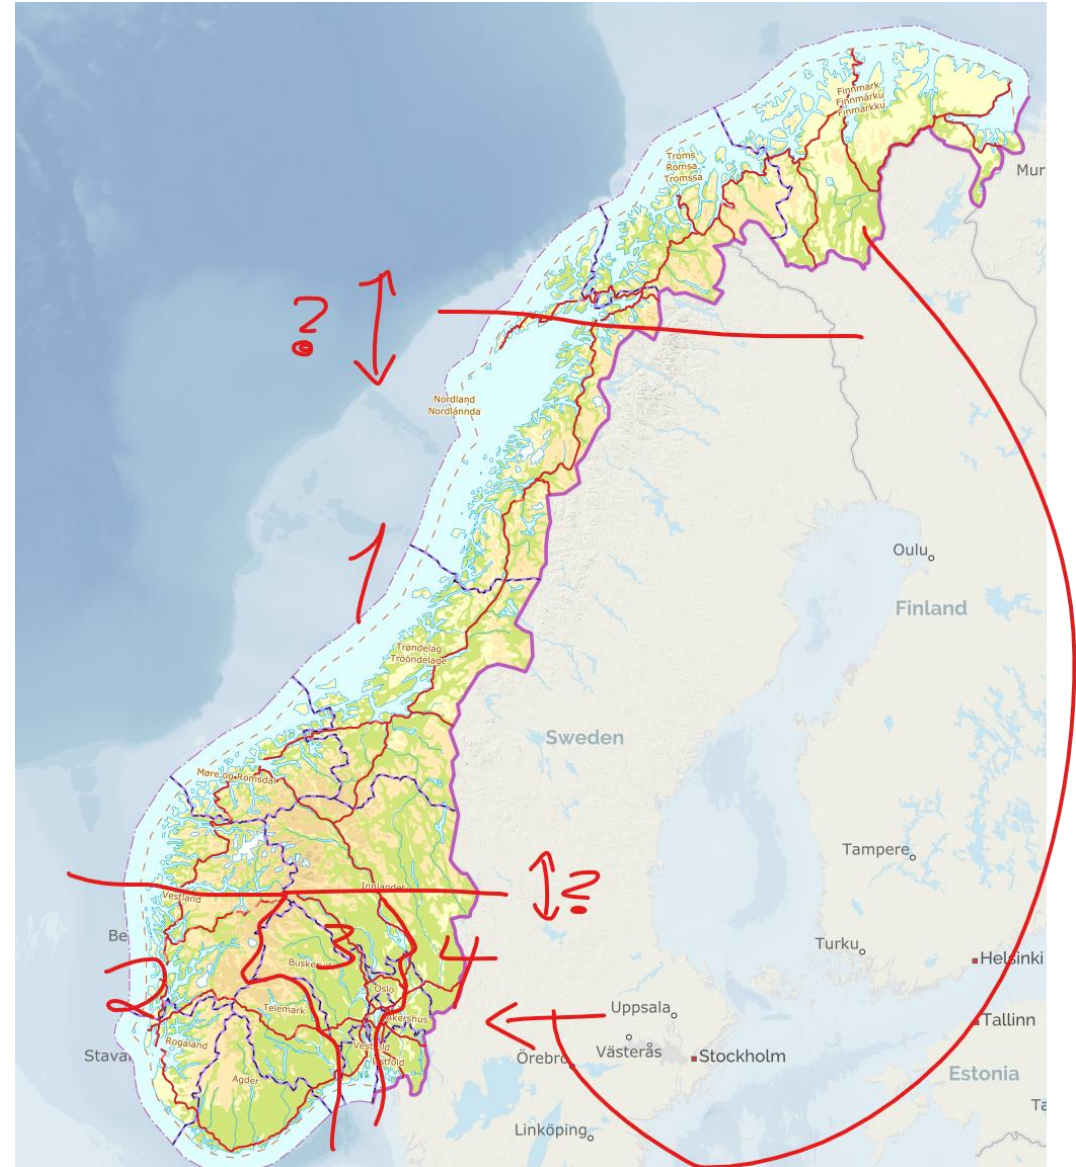 Finnmark
Finnmárku
Finmarkku
Mur
Troms
Romsa
Tromssa
?
Nordland
Nordlánnda
1
Oulu
Finland
Trøndelag
Trööndelage
Sweden
Møre og Romsdal
Tampere
Innlandet
?
Vestland
Be
3
4
Turku
Helsinki
Buskerud
2
Oslo
Telemark
Uppsala
Tallinn
Akershus
Rogaland
Vestfold
Østfold
Stava
Örebro
Västerås
Stockholm
Agder
Estonia
Ta
Linköping